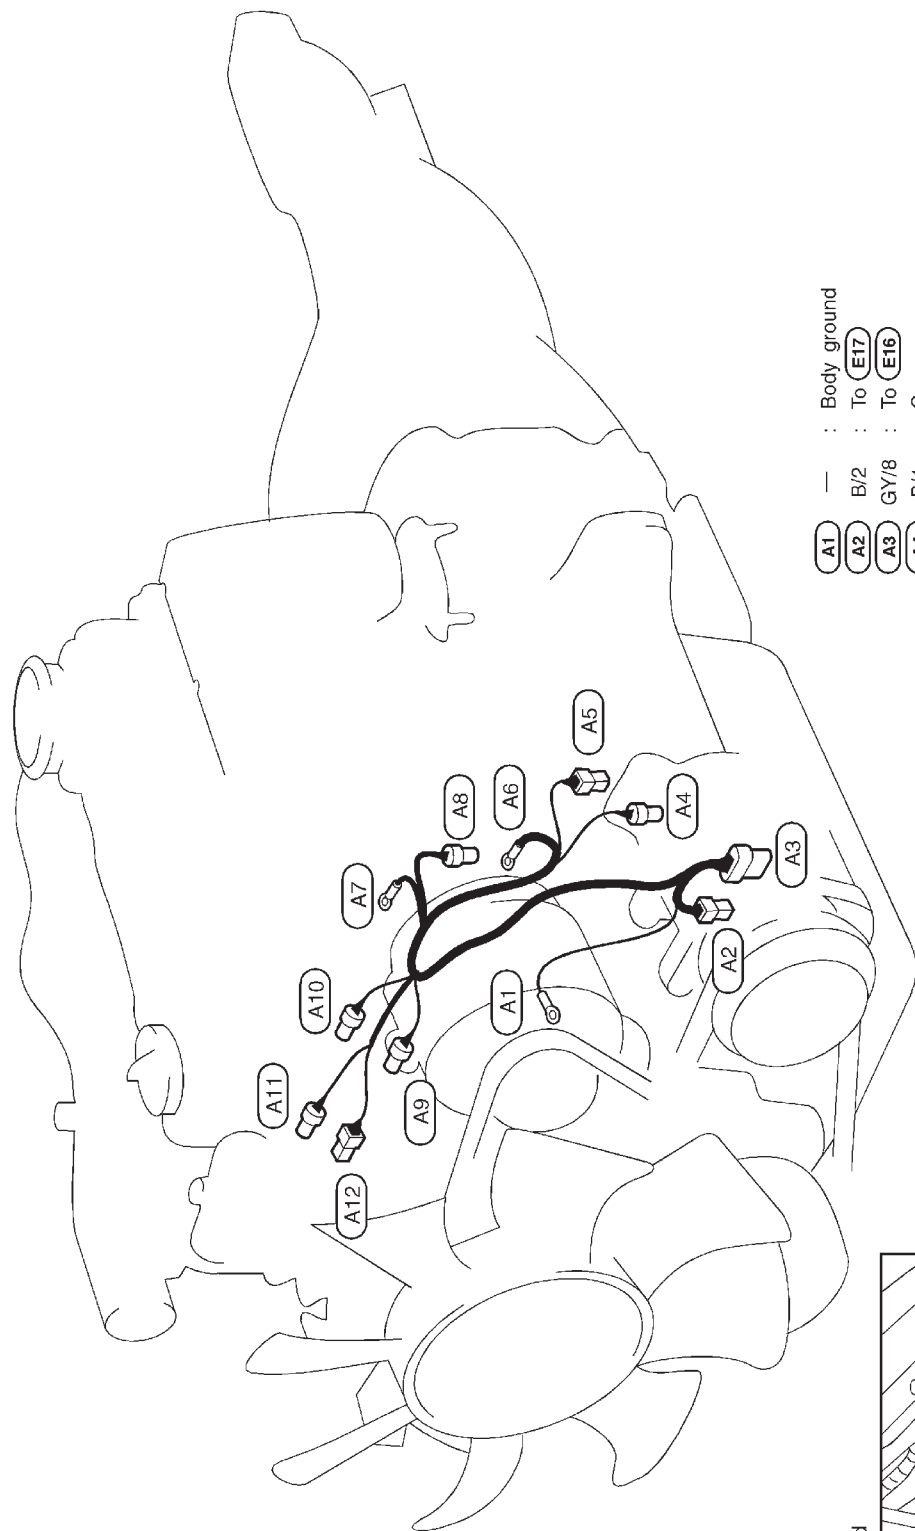 A1
A2
A3
A4
A5
A6
A7
A8
A9
A10
A11
A12
A1 — : Body ground
A2 B/2 : To E17
A3 GY/8 : To E16